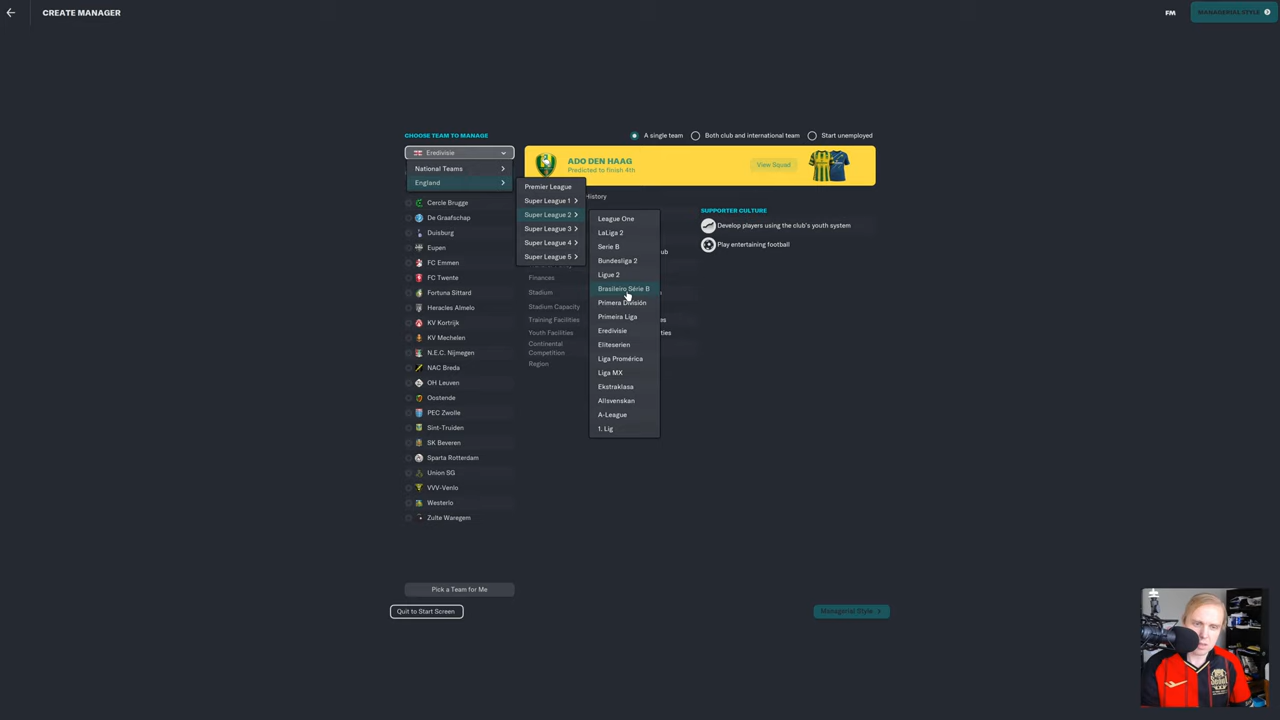 CREATE MANAGER
FM
MANAGERIAL STYLE
CHOOSE TEAM TO MANAGE
A single team
Both club and international team
Start unemployed
Eredivisie
National Teams
England
Cercle Brugge
De Graafschap
Duisburg
Eupen
FC Emmen
FC Twente
Fortuna Sittard
Heracles Almelo
KV Kortrijk
KV Mechelen
N.E.C. Nijmegen
NAC Breda
OH Leuven
Oostende
PEC Zwolle
Sint-Truiden
SK Beveren
Sparta Rotterdam
Union SG
VVV-Venlo
Westerlo
Zulte Waregem
Premier League
Super League 1
Super League 2
Super League 3
Super League 4
Super League 5
League One
LaLiga 2
Serie B
Bundesliga 2
Ligue 2
Brasileiro Série B
Primera División
Primeira Liga
Eredivisie
Eliteserien
Liga Promérica
Liga MX
Ekstraklasa
Allsvenskan
A-League
1. Lig
ADO DEN HAAG
Predicted to finish 4th
View Squad
History
Finances
Stadium
Stadium Capacity
Training Facilities
Youth Facilities
Continental
Competition
Region
SUPPORTER CULTURE
Develop players using the club's youth system
Play entertaining football
Pick a Team for Me
Quit to Start Screen
Managerial Style